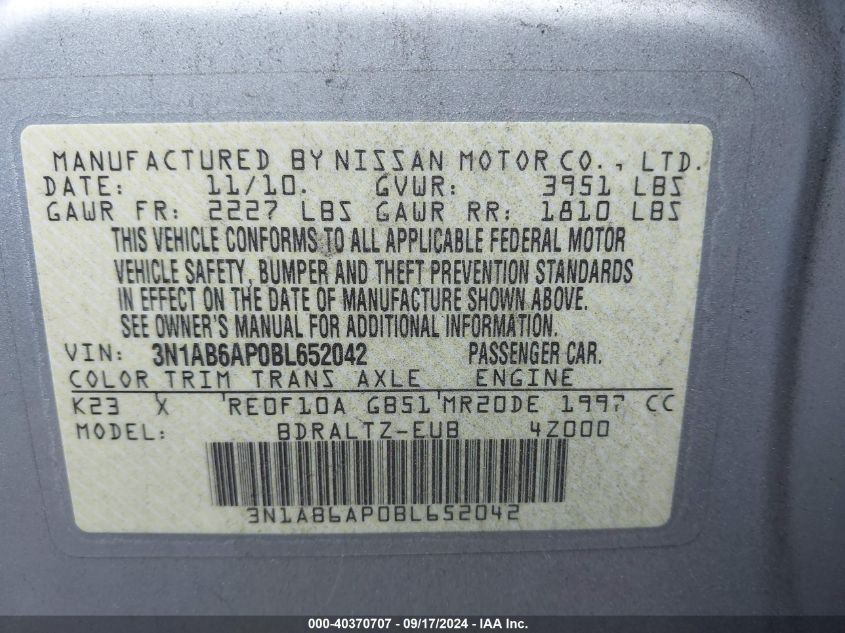 MANUFACTURED BY NISSAN MOTOR CO., LTD.
DATE: 11/10. GVWR: 3951 LBS
GAWR FR: 2227 LBS GAWR RR: 1810 LBS
THIS VEHICLE CONFORMS TO ALL APPLICABLE FEDERAL MOTOR
VEHICLE SAFETY, BUMPER AND THEFT PREVENTION STANDARDS
IN EFFECT ON THE DATE OF MANUFACTURE SHOWN ABOVE.
SEE OWNER'S MANUAL FOR ADDITIONAL INFORMATION.
VIN: 3N1AB6AP0BL652042 PASSENGER CAR.
COLOR TRIM TRANS AXLE ENGINE
K23 X 'RE0F10A GB51'MR20DE 1997 CC
MODEL: BDRALTZ-EUB 4Z000
3N1AB6AP0BL652042
000-40370707 - 09/17/2024 - IAA Inc.